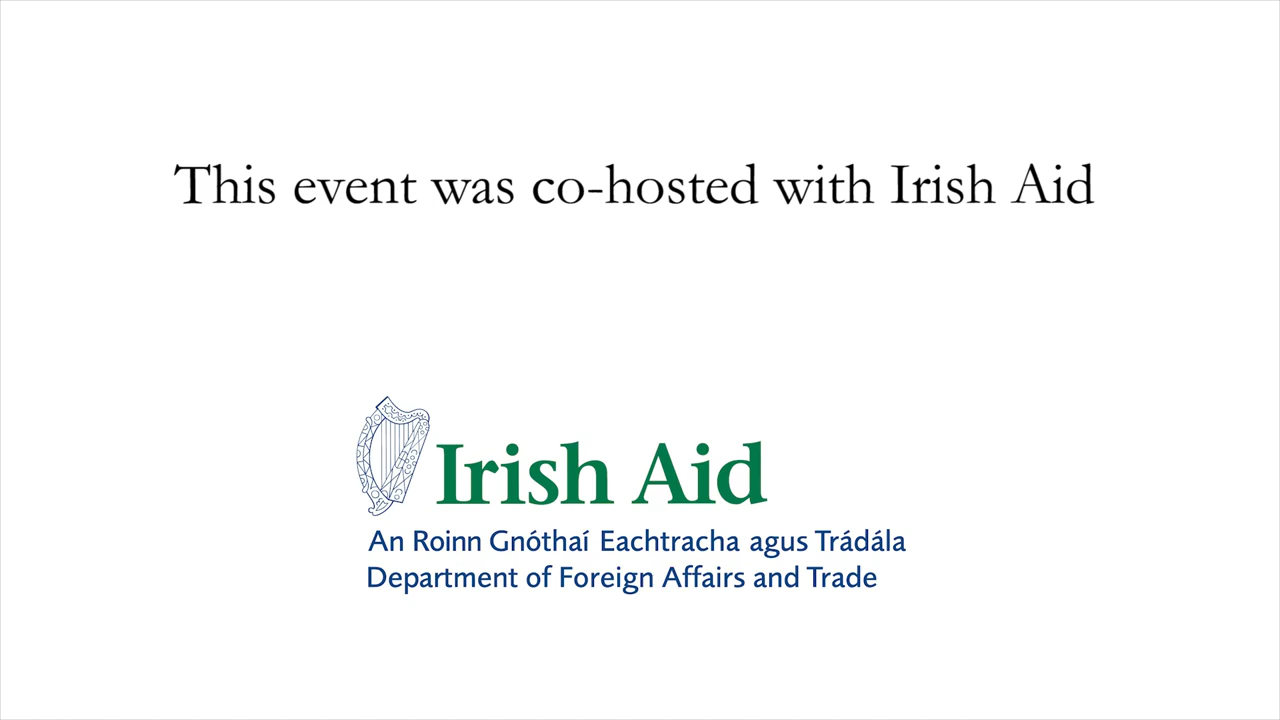 This event was co-hosted with Irish Aid
Irish Aid
An Roinn Gnóthaí Eachtracha agus Trádála
Department of Foreign Affairs and Trade